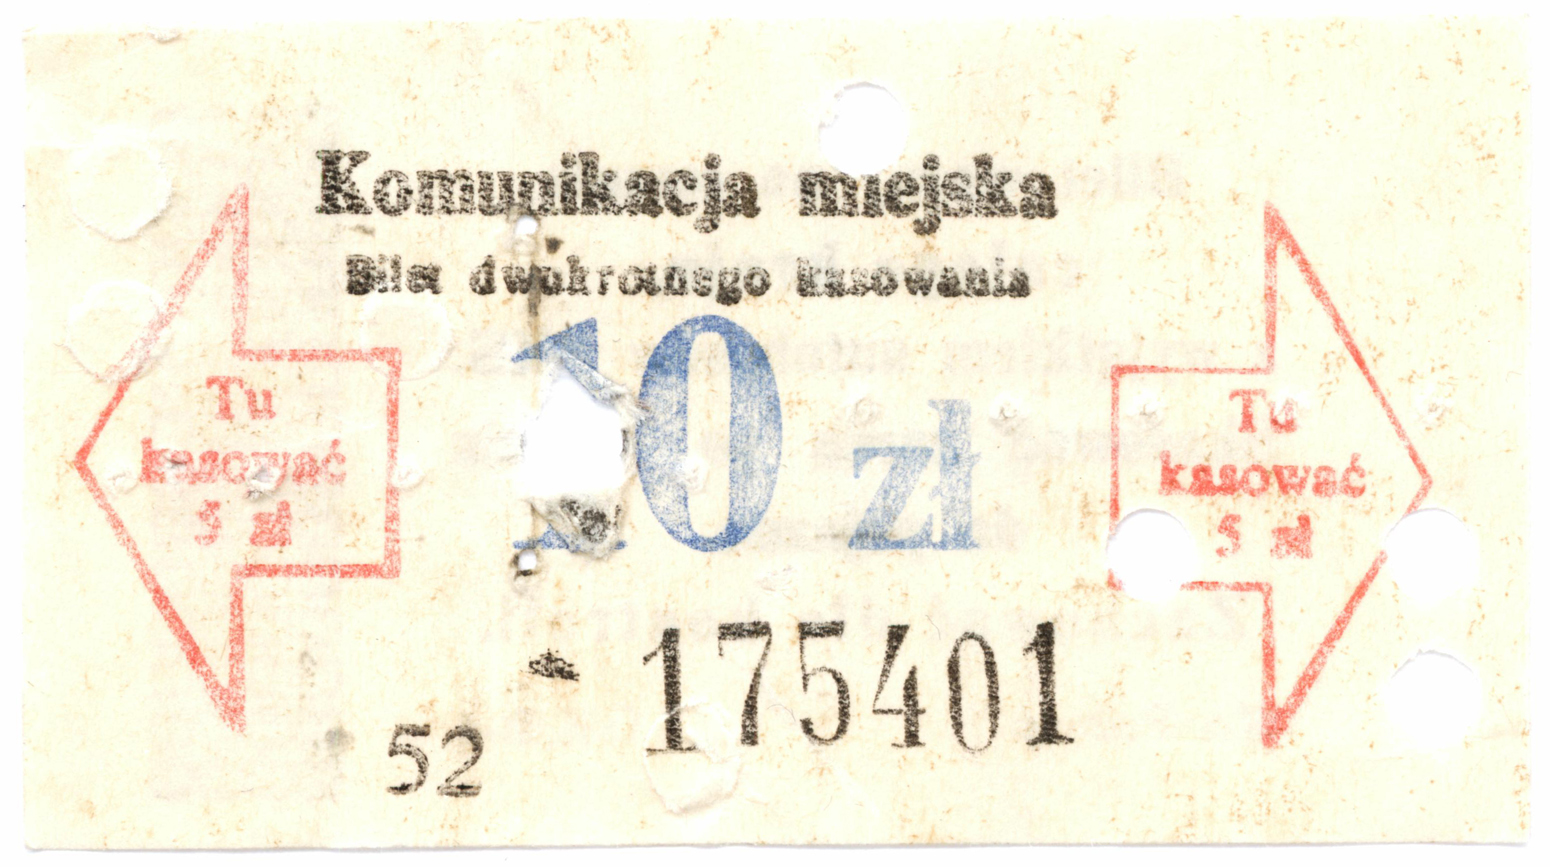 Komunikacja miejska
Bilet dwukrotnego kasowania
10 zł
Tu
kasować
5 zł
Tu
kasować
5 zł
175401
52